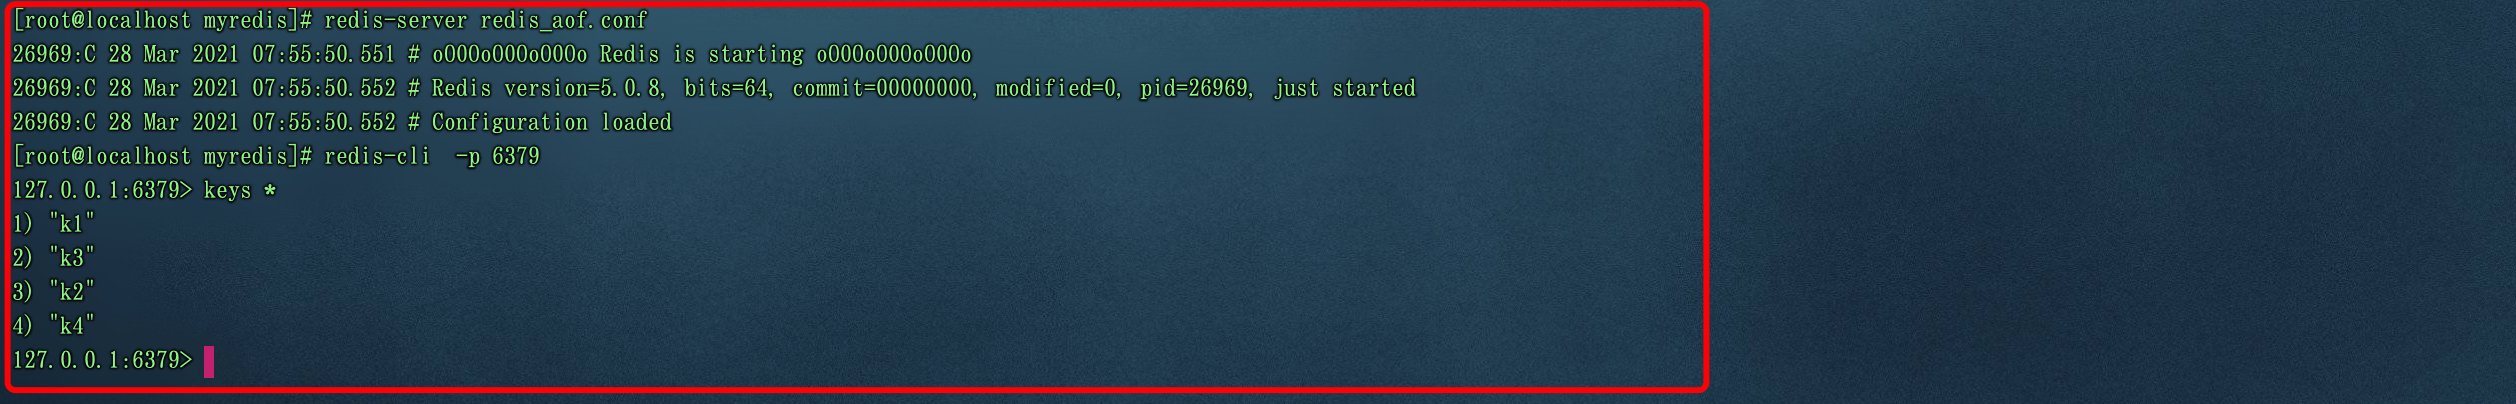 [root@localhost myredis]# redis-server redis_aof.conf
26969:C 28 Mar 2021 07:55:50.551 # oO0OoO0OoO0Oo Redis is starting oO0OoO0OoO0Oo
26969:C 28 Mar 2021 07:55:50.552 # Redis version=5.0.8, bits=64, commit=00000000, modified=0, pid=26969, just started
26969:C 28 Mar 2021 07:55:50.552 # Configuration loaded
[root@localhost myredis]# redis-cli  -p 6379
127.0.0.1:6379> keys *
1) "k1"
2) "k3"
3) "k2"
4) "k4"
127.0.0.1:6379>